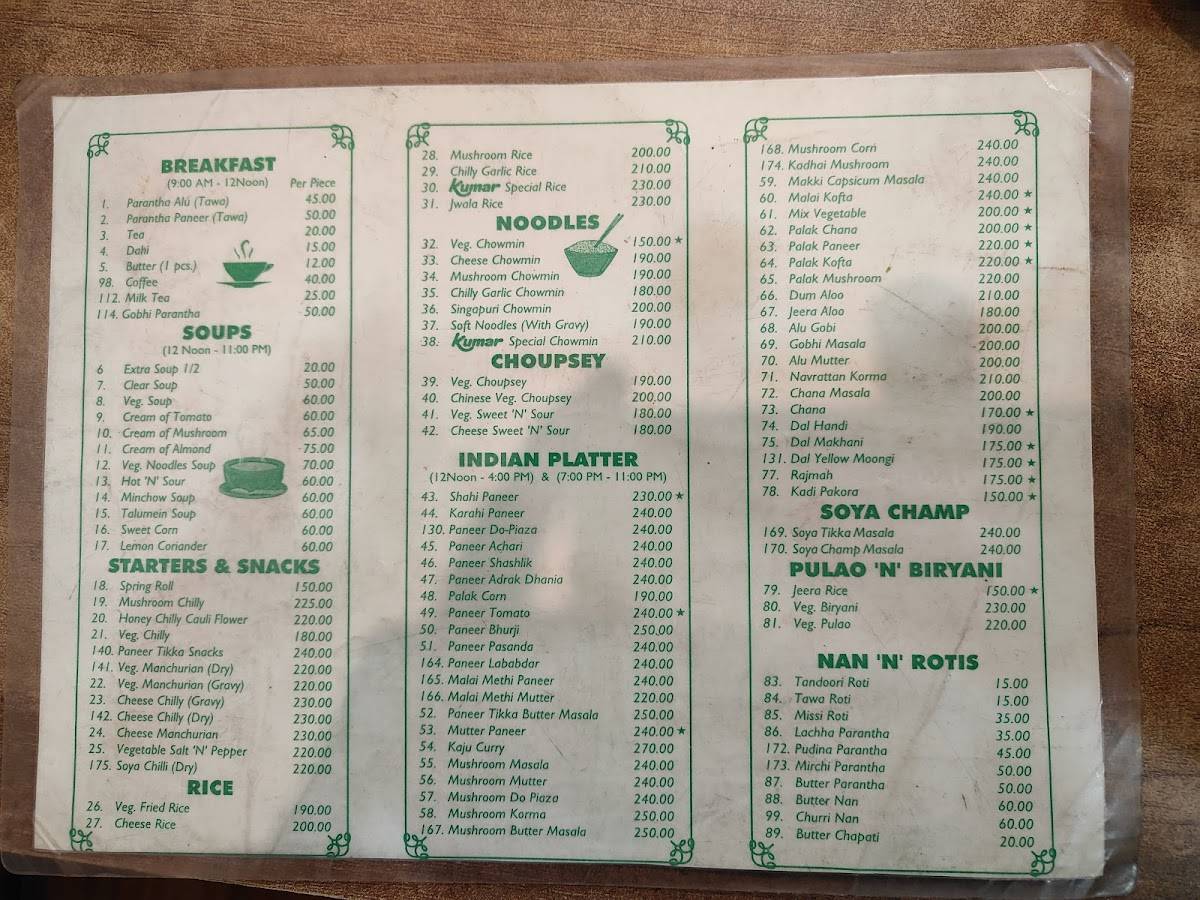 BREAKFAST
(9:00 AM - 12Noon) Per Piece
1. Parantha Alú (Tawa) 45.00
2. Parantha Paneer (Tawa) 50.00
3. Tea 20.00
4. Dahi 15.00
5. Butter (1 pcs.) 12.00
98. Coffee 40.00
112. Milk Tea 25.00
114. Gobhi Parantha 50.00
SOUPS
(12 Noon - 11:00 PM)
6 Extra Soup 1/2 20.00
7. Clear Soup 50.00
8. Veg. Soup 60.00
9. Cream of Tomato 60.00
10. Cream of Mushroom 65.00
11. Cream of Almond 75.00
12. Veg. Noodles Soup 70.00
13. Hot 'N' Sour 60.00
14. Minchow Soup 60.00
15. Talumein Soup 60.00
16. Sweet Corn 60.00
17. Lemon Coriander 60.00
STARTERS & SNACKS
18. Spring Roll 150.00
19. Mushroom Chilly 225.00
20. Honey Chilly Cauli Flower 220.00
21. Veg. Chilly 180.00
140. Paneer Tikka Snacks 240.00
141. Veg. Manchurian (Dry) 220.00
22. Veg. Manchurian (Gravy) 220.00
23. Cheese Chilly (Gravy) 230.00
142. Cheese Chilly (Dry) 230.00
24. Cheese Manchurian 230.00
25. Vegetable Salt 'N' Pepper 220.00
175. Soya Chilli (Dry) 220.00
RICE
26. Veg. Fried Rice 190.00
27. Cheese Rice 200.00
28. Mushroom Rice 200.00
29. Chilly Garlic Rice 210.00
30. Kumar Special Rice 230.00
31. Jwala Rice 230.00
NOODLES
32. Veg. Chowmin 150.00 ★
33. Cheese Chowmin 190.00
34. Mushroom Chowmin 190.00
35. Chilly Garlic Chowmin 180.00
36. Singapuri Chowmin 200.00
37. Soft Noodles (With Gravy) 190.00
38. Kumar Special Chowmin 210.00
CHOUPSEY
39. Veg. Choupsey 190.00
40. Chinese Veg. Choupsey 200.00
41. Veg. Sweet 'N' Sour 180.00
42. Cheese Sweet 'N' Sour 180.00
INDIAN PLATTER
(12Noon - 4:00 PM) & (7:00 PM - 11:00 PM)
43. Shahi Paneer 230.00 ★
44. Karahi Paneer 240.00
130. Paneer Do-Piaza 240.00
45. Paneer Achari 240.00
46. Paneer Shashlik 240.00
47. Paneer Adrak Dhania 240.00
48. Palak Corn 190.00
49. Paneer Tomato 240.00 ★
50. Paneer Bhurji 250.00
51. Paneer Pasanda 240.00
164. Paneer Lababdar 240.00
165. Malai Methi Paneer 240.00
166. Malai Methi Mutter 220.00
52. Paneer Tikka Butter Masala 250.00
53. Mutter Paneer 240.00 ★
54. Kaju Curry 270.00
55. Mushroom Masala 240.00
56. Mushroom Mutter 240.00
57. Mushroom Do Piaza 240.00
58. Mushroom Korma 250.00
167. Mushroom Butter Masala 250.00
168. Mushroom Corn 240.00
174. Kadhai Mushroom 240.00
59. Makki Capsicum Masala 240.00
60. Malai Kofta 240.00 ★
61. Mix Vegetable 200.00 ★
62. Palak Chana 200.00 ★
63. Palak Paneer 220.00 ★
64. Palak Kofta 220.00 ★
65. Palak Mushroom 220.00
66. Dum Aloo 210.00
67. Jeera Aloo 180.00
68. Alu Gobi 200.00
69. Gobhi Masala 200.00
70. Alu Mutter 200.00
71. Navrattan Korma 210.00
72. Chana Masala 200.00
73. Chana 170.00 ★
74. Dal Handi 190.00
75. Dal Makhani 175.00 ★
131. Dal Yellow Moongi 175.00 ★
77. Rajmah 175.00 ★
78. Kadi Pakora 150.00 ★
SOYA CHAMP
169. Soya Tikka Masala 240.00
170. Soya Champ Masala 240.00
PULAO 'N' BIRYANI
79. Jeera Rice 150.00 ★
80. Veg. Biryani 230.00
81. Veg. Pulao 220.00
NAN 'N' ROTIS
83. Tandoori Roti 15.00
84. Tawa Roti 15.00
85. Missi Roti 35.00
86. Lachha Parantha 35.00
172. Pudina Parantha 45.00
173. Mirchi Parantha 50.00
87. Butter Parantha 50.00
88. Butter Nan 60.00
99. Churri Nan 60.00
89. Butter Chapati 20.00